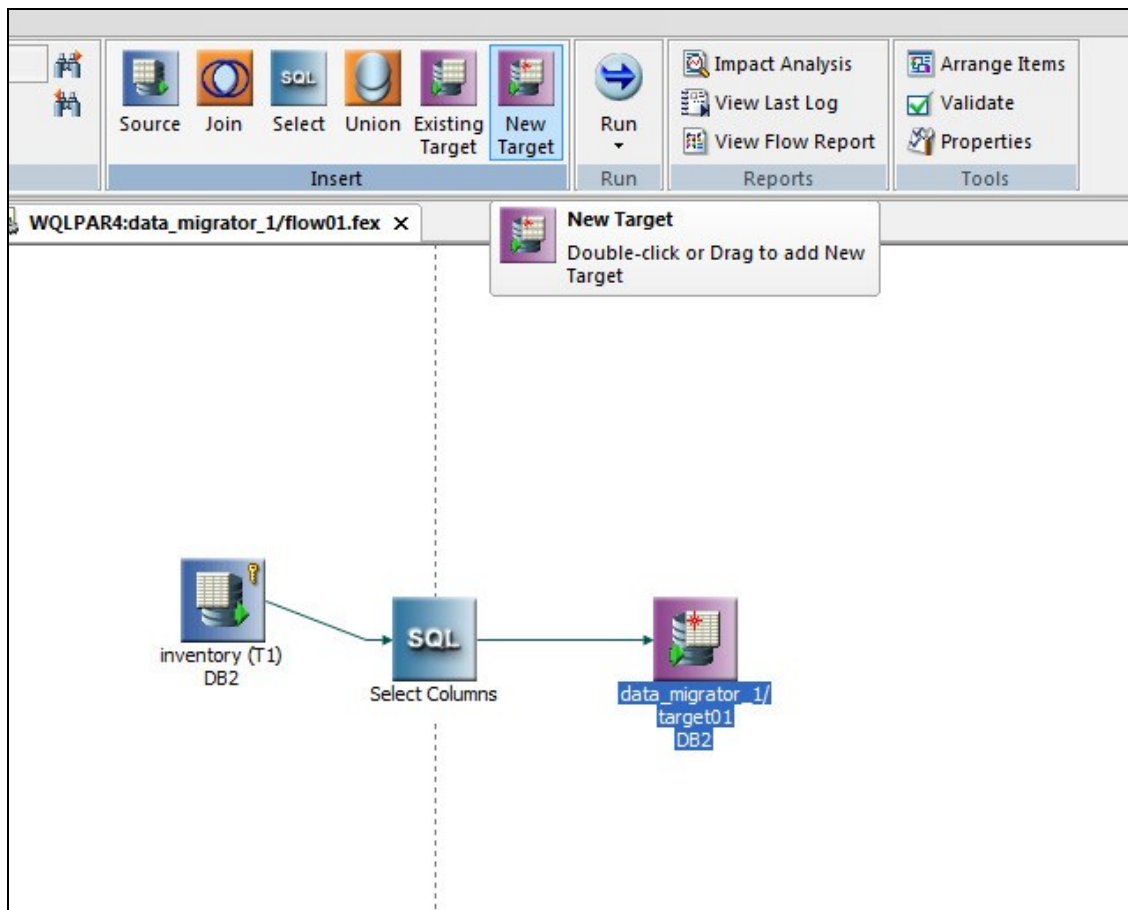 Source
Join
SQL
Select
Union
Existing
Target
New
Target
Insert
Run
Run
Impact Analysis
View Last Log
View Flow Report
Reports
Arrange Items
Validate
Properties
Tools
WQLPAR4:data_migrator_1/flow01.fex
New Target
Double-click or Drag to add New
Target
inventory (T1)
DB2
SQL
Select Columns
data_migrator_1/
target01
DB2